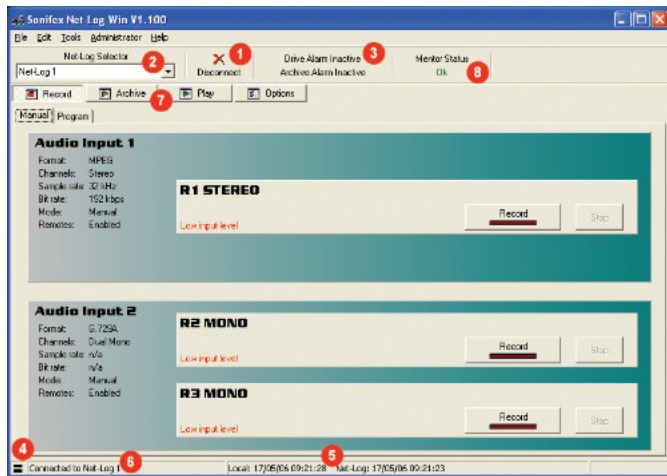 Sonifex Net-Log Win V1.100
File Edit Tools Administrator Help
Net-Log Selector
Net-Log 1
2
Disconnect
1
Drive Alarm Inactive
Archive Alarm Inactive
3
Mentor Status
Ok
8
Record Archive Play Options
7
Manual Program
Audio Input 1
Format: MPEG
Channels: Stereo
Sample rate: 32 kHz
Bit rate: 192 kbps
Mode: Manual
Remotes: Enabled
R1 STEREO
Low input level
Record Stop
Audio Input 2
Format: G.729A
Channels: Dual Mono
Sample rate: n/a
Bit rate: n/a
Mode: Manual
Remotes: Enabled
R2 MONO
Low input level
Record Stop
R3 MONO
Low input level
Record Stop
4
Connected to Net-Log 1
6
Local: 17/05/06 09:21:28 Net-Log: 17/05/06 09:21:23
5